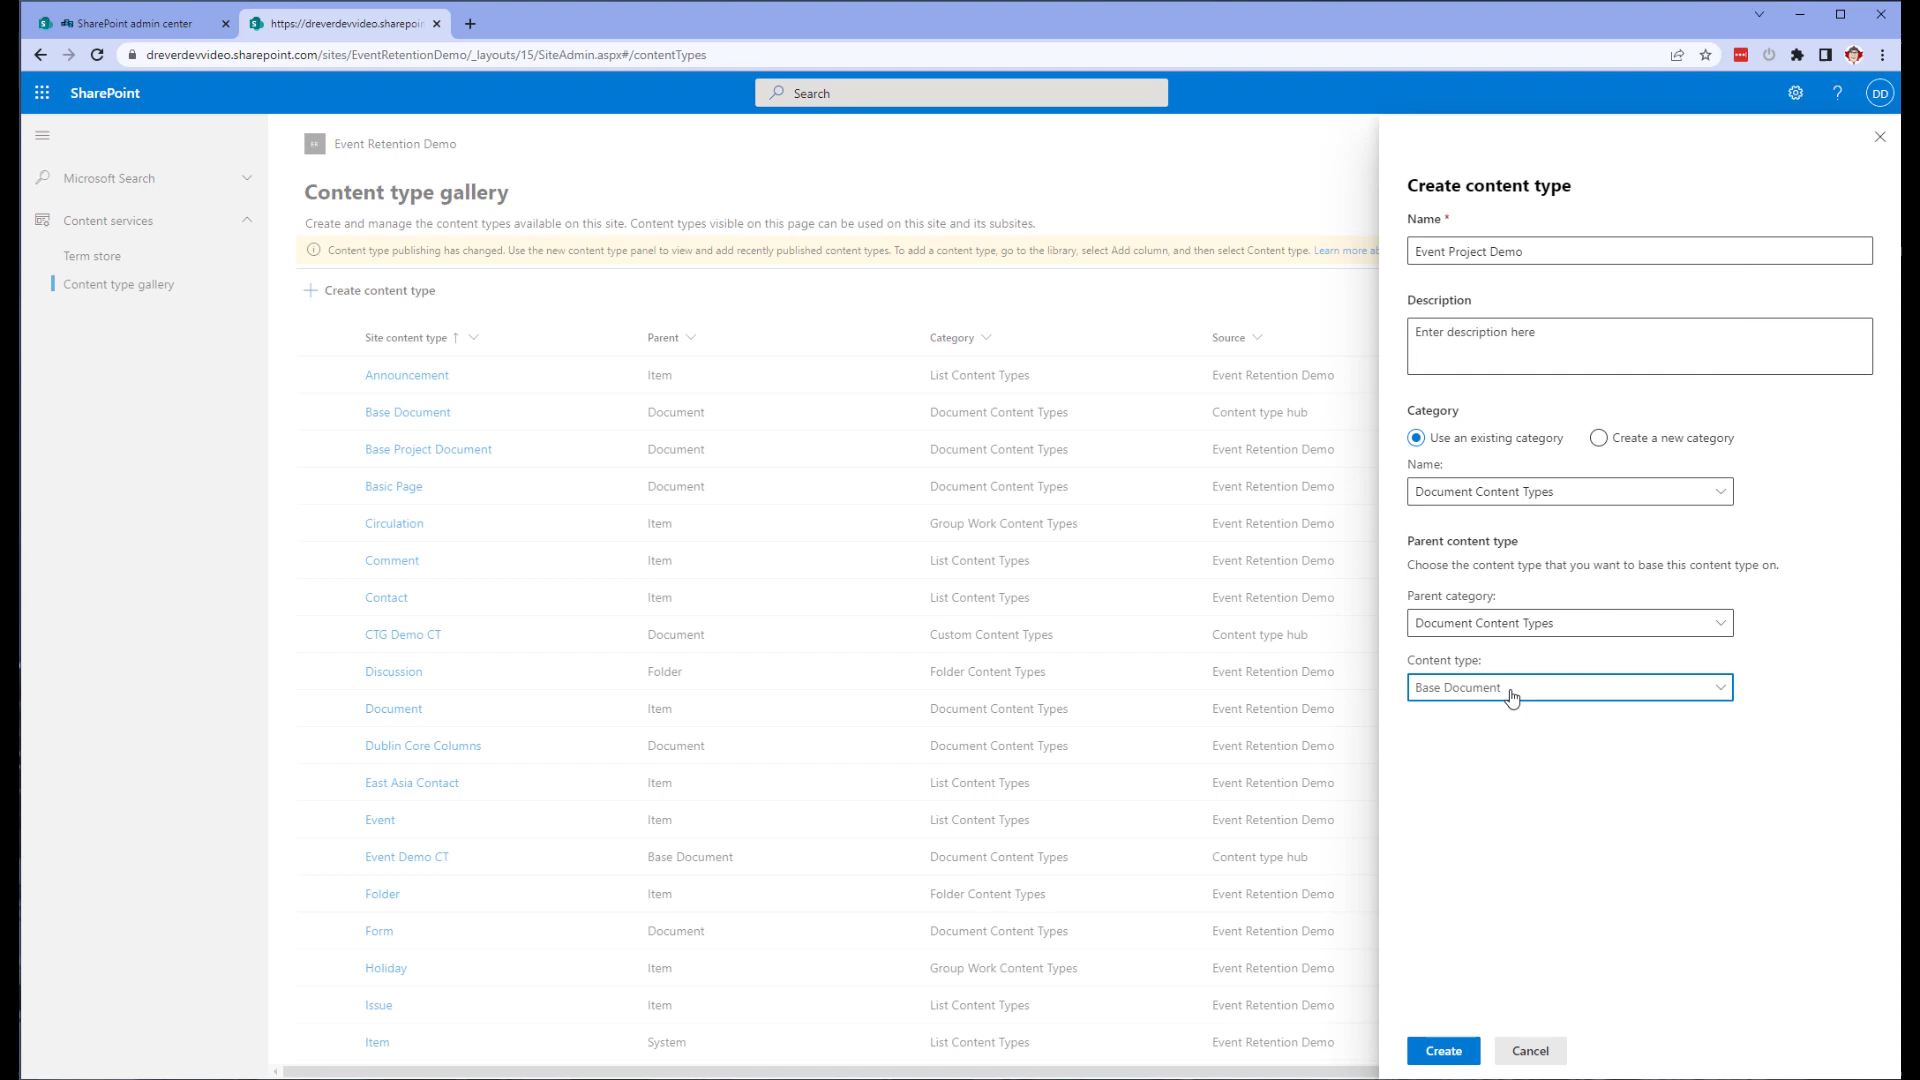 SharePoint admin center
https://dreverdevvideo.sharepoin
dreverdevvideo.sharepoint.com/sites/EventRetentionDemo/_layouts/15/SiteAdmin.aspx#/contentTypes
SharePoint
Search
DD
Microsoft Search
Content services
Term store
Content type gallery
ER
Event Retention Demo
Content type gallery
Create and manage the content types available on this site. Content types visible on this page can be used on this site and its subsites.
Content type publishing has changed. Use the new content type panel to view and add recently published content types. To add a content type, go to the library, select Add column, and then select Content type. Learn more ab
Create content type
Site content type Parent Category Source
Announcement Item List Content Types Event Retention Demo
Base Document Document Document Content Types Content type hub
Base Project Document Document Document Content Types Event Retention Demo
Basic Page Document Document Content Types Event Retention Demo
Circulation Item Group Work Content Types Event Retention Demo
Comment Item List Content Types Event Retention Demo
Contact Item List Content Types Event Retention Demo
CTG Demo CT Document Custom Content Types Content type hub
Discussion Folder Folder Content Types Event Retention Demo
Document Item Document Content Types Event Retention Demo
Dublin Core Columns Document Document Content Types Event Retention Demo
East Asia Contact Item List Content Types Event Retention Demo
Event Item List Content Types Event Retention Demo
Event Demo CT Base Document Document Content Types Content type hub
Folder Item Folder Content Types Event Retention Demo
Form Document Document Content Types Event Retention Demo
Holiday Item Group Work Content Types Event Retention Demo
Issue Item List Content Types Event Retention Demo
Item System List Content Types Event Retention Demo
Create content type
Name *
Event Project Demo
Description
Enter description here
Category
Use an existing category Create a new category
Name:
Document Content Types
Parent content type
Choose the content type that you want to base this content type on.
Parent category:
Document Content Types
Content type:
Base Document
Create Cancel